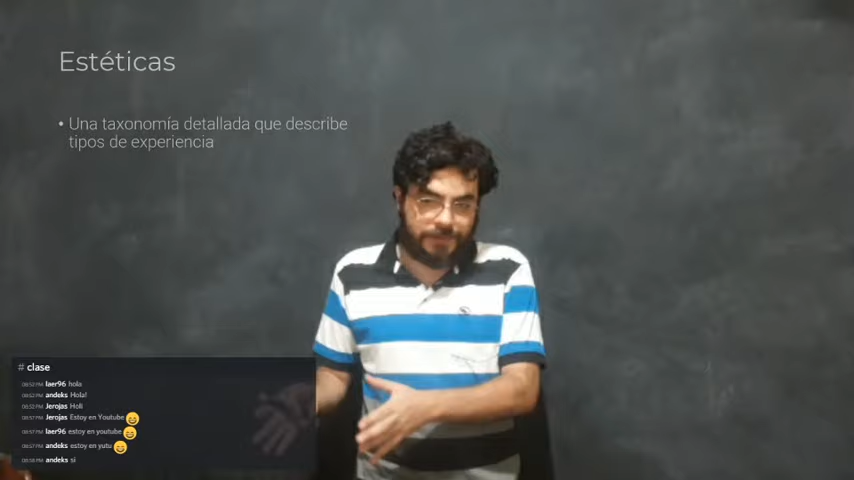 Estéticas
• Una taxonomía detallada que describe
tipos de experiencia
# clase
08:52 PM laer96 hola
08:52 PM andeks Hola!
08:52 PM Jerojas Holi
08:57 PM Jerojas Estoy en Youtube 😄
08:57 PM laer96 estoy en youtube 😄
08:57 PM andeks estoy en yutu 😄
08:58 PM andeks si